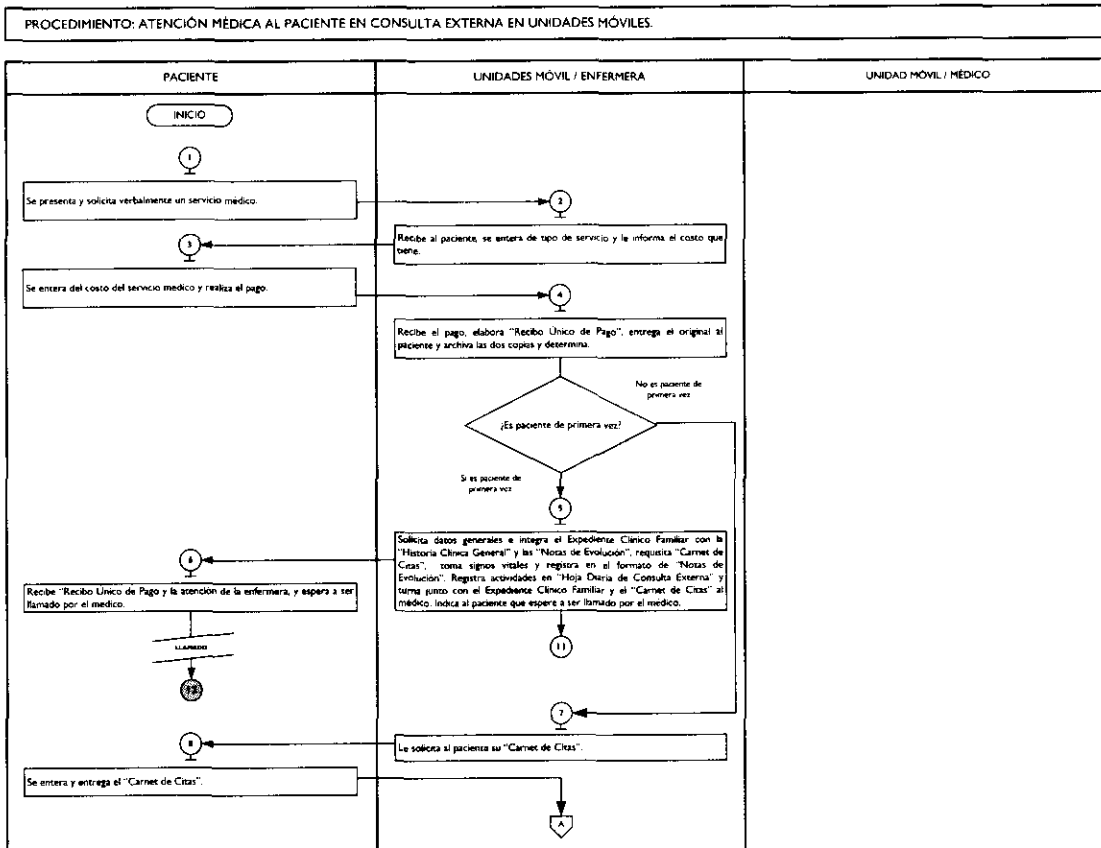 PROCEDIMIENTO: ATENCIÓN MÉDICA AL PACIENTE EN CONSULTA EXTERNA EN UNIDADES MÓVILES.
PACIENTE
UNIDADES MÓVIL / ENFERMERA
UNIDAD MÓVIL / MÉDICO
INICIO
1
Se presenta y solicita verbalmente un servicio médico.
2
Recibe al paciente, se entera de tipo de servicio y le informa el costo que
tiene.
3
Se entera del costo del servicio medico y realiza el pago.
4
Recibe el pago, elabora "Recibo Único de Pago", entrega el original al
paciente y archiva las dos copias y determina.
¿Es paciente de primera vez?
No es paciente de
primera vez
Si es paciente de
primera vez
5
Solicita datos generales e integra el Expediente Clínico Familiar con la
"Historia Clínica General" y las "Notas de Evolución", requisita "Carnet de
Citas", toma signos vitales y registra en el formato de "Notas de
Evolución". Registra actividades en "Hoja Diaria de Consulta Externa" y
turna junto con el Expediente Clínico Familiar y el "Carnet de Citas" al
médico. Indica al paciente que espere a ser llamado por el médico.
6
Recibe "Recibo Único de Pago y la atención de la enfermera, y espera a ser
llamado por el medico.
LLAMADO
12
11
7
Le solicita al paciente su "Carnet de Citas".
8
Se entera y entrega el "Carnet de Citas".
A